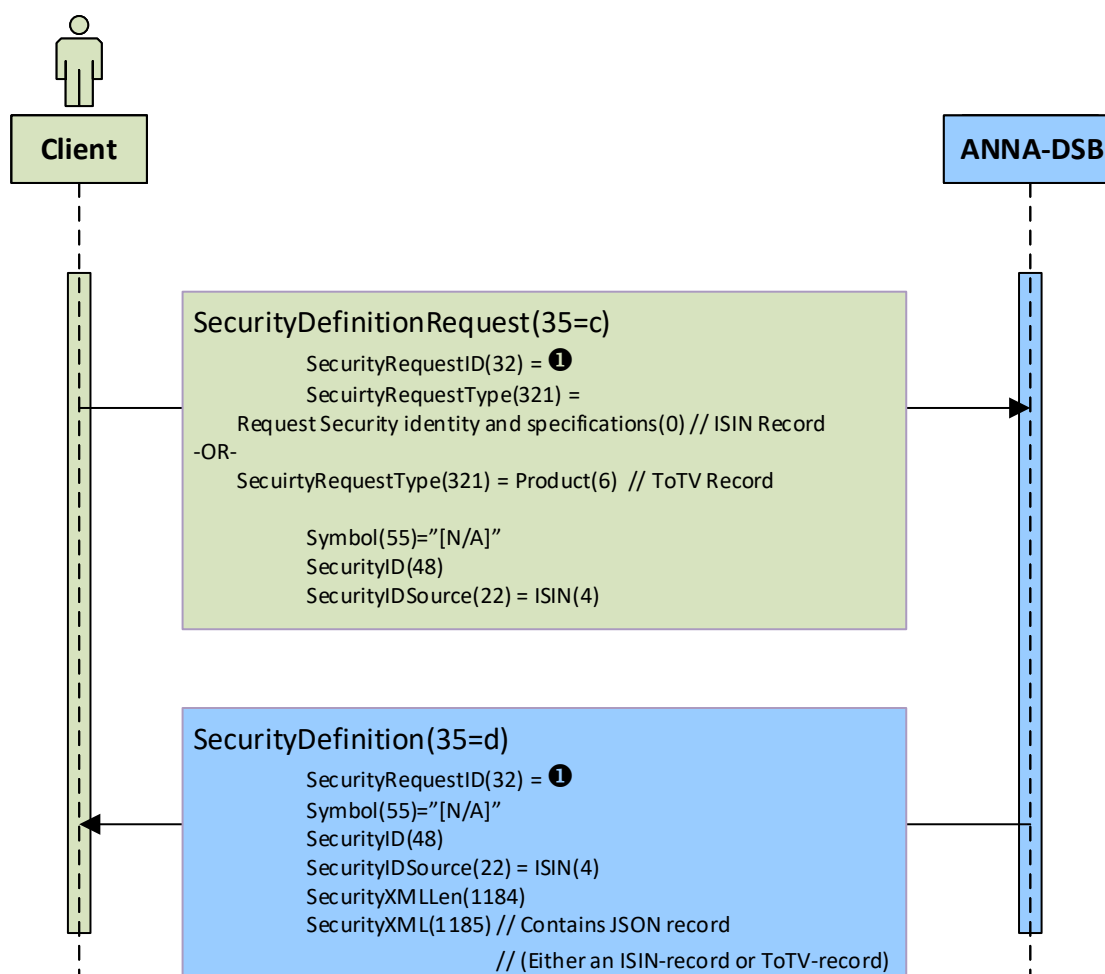 Client
ANNA-DSB
SecurityDefinitionRequest(35=c)
SecurityRequestID(32) = ❶
SecuirtyRequestType(321) =
Request Security identity and specifications(0) // ISIN Record
-OR-
SecuirtyRequestType(321) = Product(6) // ToTV Record
Symbol(55)=”[N/A]”
SecurityID(48)
SecurityIDSource(22) = ISIN(4)
SecurityDefinition(35=d)
SecurityRequestID(32) = ❶
Symbol(55)=”[N/A]”
SecurityID(48)
SecurityIDSource(22) = ISIN(4)
SecurityXMLLen(1184)
SecurityXML(1185) // Contains JSON record
// (Either an ISIN-record or ToTV-record)